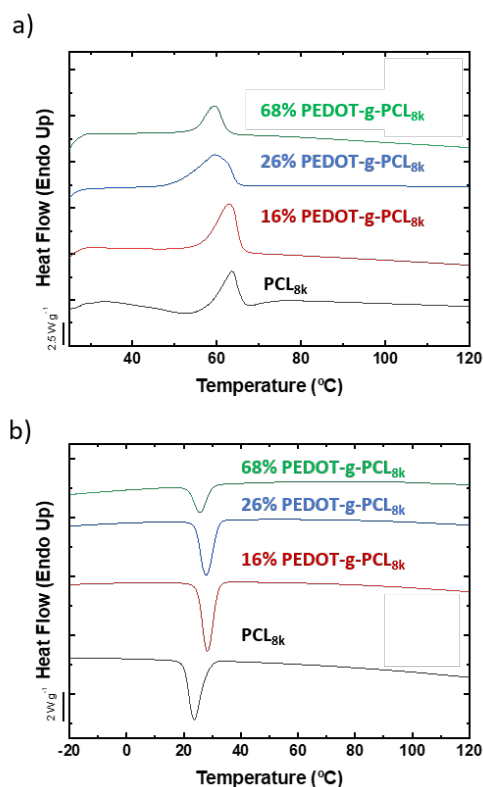 a)
68% PEDOT-g-PCL8k
26% PEDOT-g-PCL8k
16% PEDOT-g-PCL8k
PCL8k
Heat Flow (Endo Up)
2.5 W g-1
40 60 80 100 120
Temperature (ºC)
b)
68% PEDOT-g-PCL8k
26% PEDOT-g-PCL8k
16% PEDOT-g-PCL8k
PCL8k
Heat Flow (Endo Up)
2 W g-1
-20 0 20 40 60 80 100 120
Temperature (ºC)